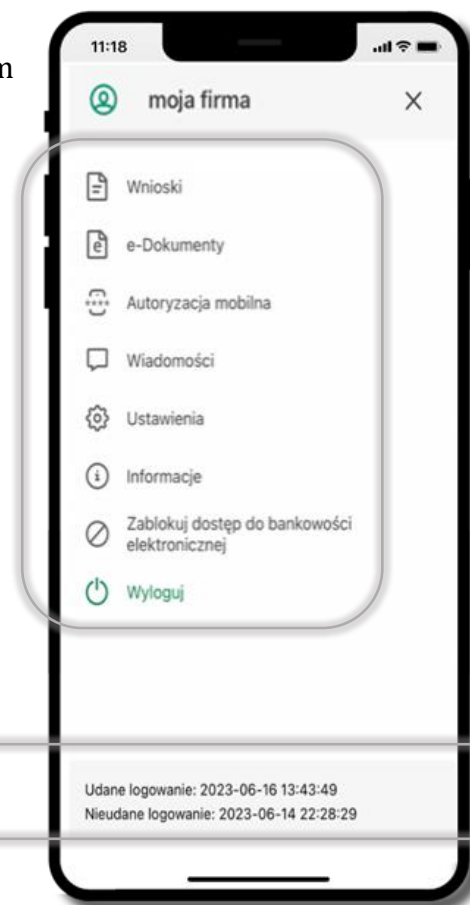 11:18
moja firma
Wnioski
e-Dokumenty
Autoryzacja mobilna
Wiadomości
Ustawienia
Informacje
Zablokuj dostęp do bankowości
elektronicznej
Wyloguj
Udane logowanie: 2023-06-16 13:43:49
Nieudane logowanie: 2023-06-14 22:28:29